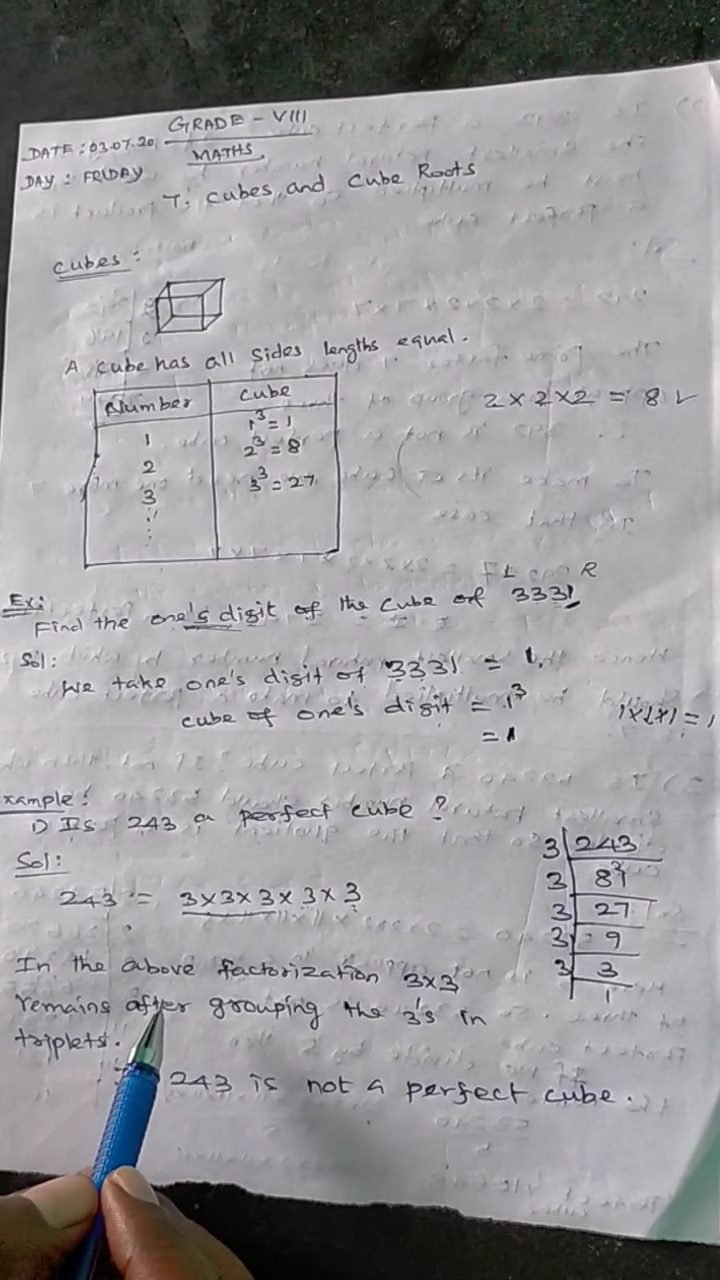 GRADE - VIII
DATE : 03.07.20
MATHS
DAY : FRIDAY
7. Cubes and Cube Roots
Cubes :
A cube has all sides lengths equal.
Number Cube
1 1³ = 1
2 2³ = 8
3 3³ = 27
2 × 2 × 2 = 8
L R
Ex:
Find the one's digit of the cube of 3331
Sol:
We take one's digit of 3331 = 1.
cube of one's digit = 1³
= 1
1×1×1 = 1
xample:
1) Is 243 a perfect cube ?
Sol:
243 = 3×3×3×3×3
3 243
3 81
3 27
3 9
3 3
1
In the above factorization 3×3
remains after grouping the 3's in
triplets.
243 is not a perfect cube.